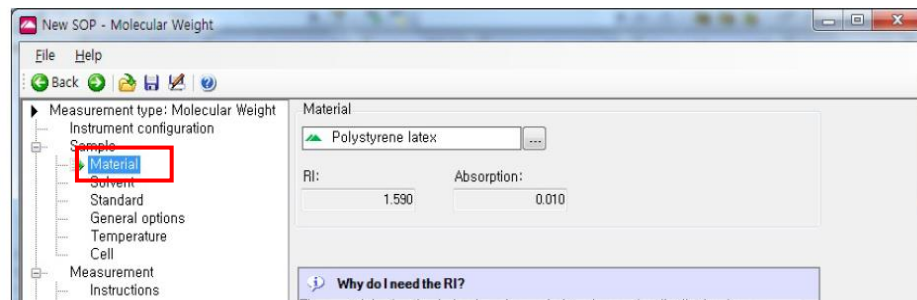 New SOP - Molecular Weight
File Help
Back
Measurement type: Molecular Weight
Instrument configuration
Sample
Material
Solvent
Standard
General options
Temperature
Cell
Measurement
Instructions
Material
Polystyrene latex
...
RI:
Absorption:
1.590
0.010
Why do I need the RI?